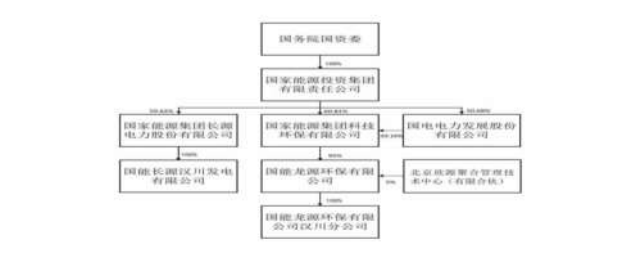 国务院国资委
100%
国家能源投资集团
有限责任公司
国家能源集团长源
电力股份有限公司
国家能源集团科技
环保有限公司
国电电力发展股份
有限公司
100%
国能长源汉川发电
有限公司
95%
国能龙源环保有限
公司
5%
北京欣源聚合管理技
术中心（有限合伙）
100%
国能龙源环保有限
公司汉川分公司